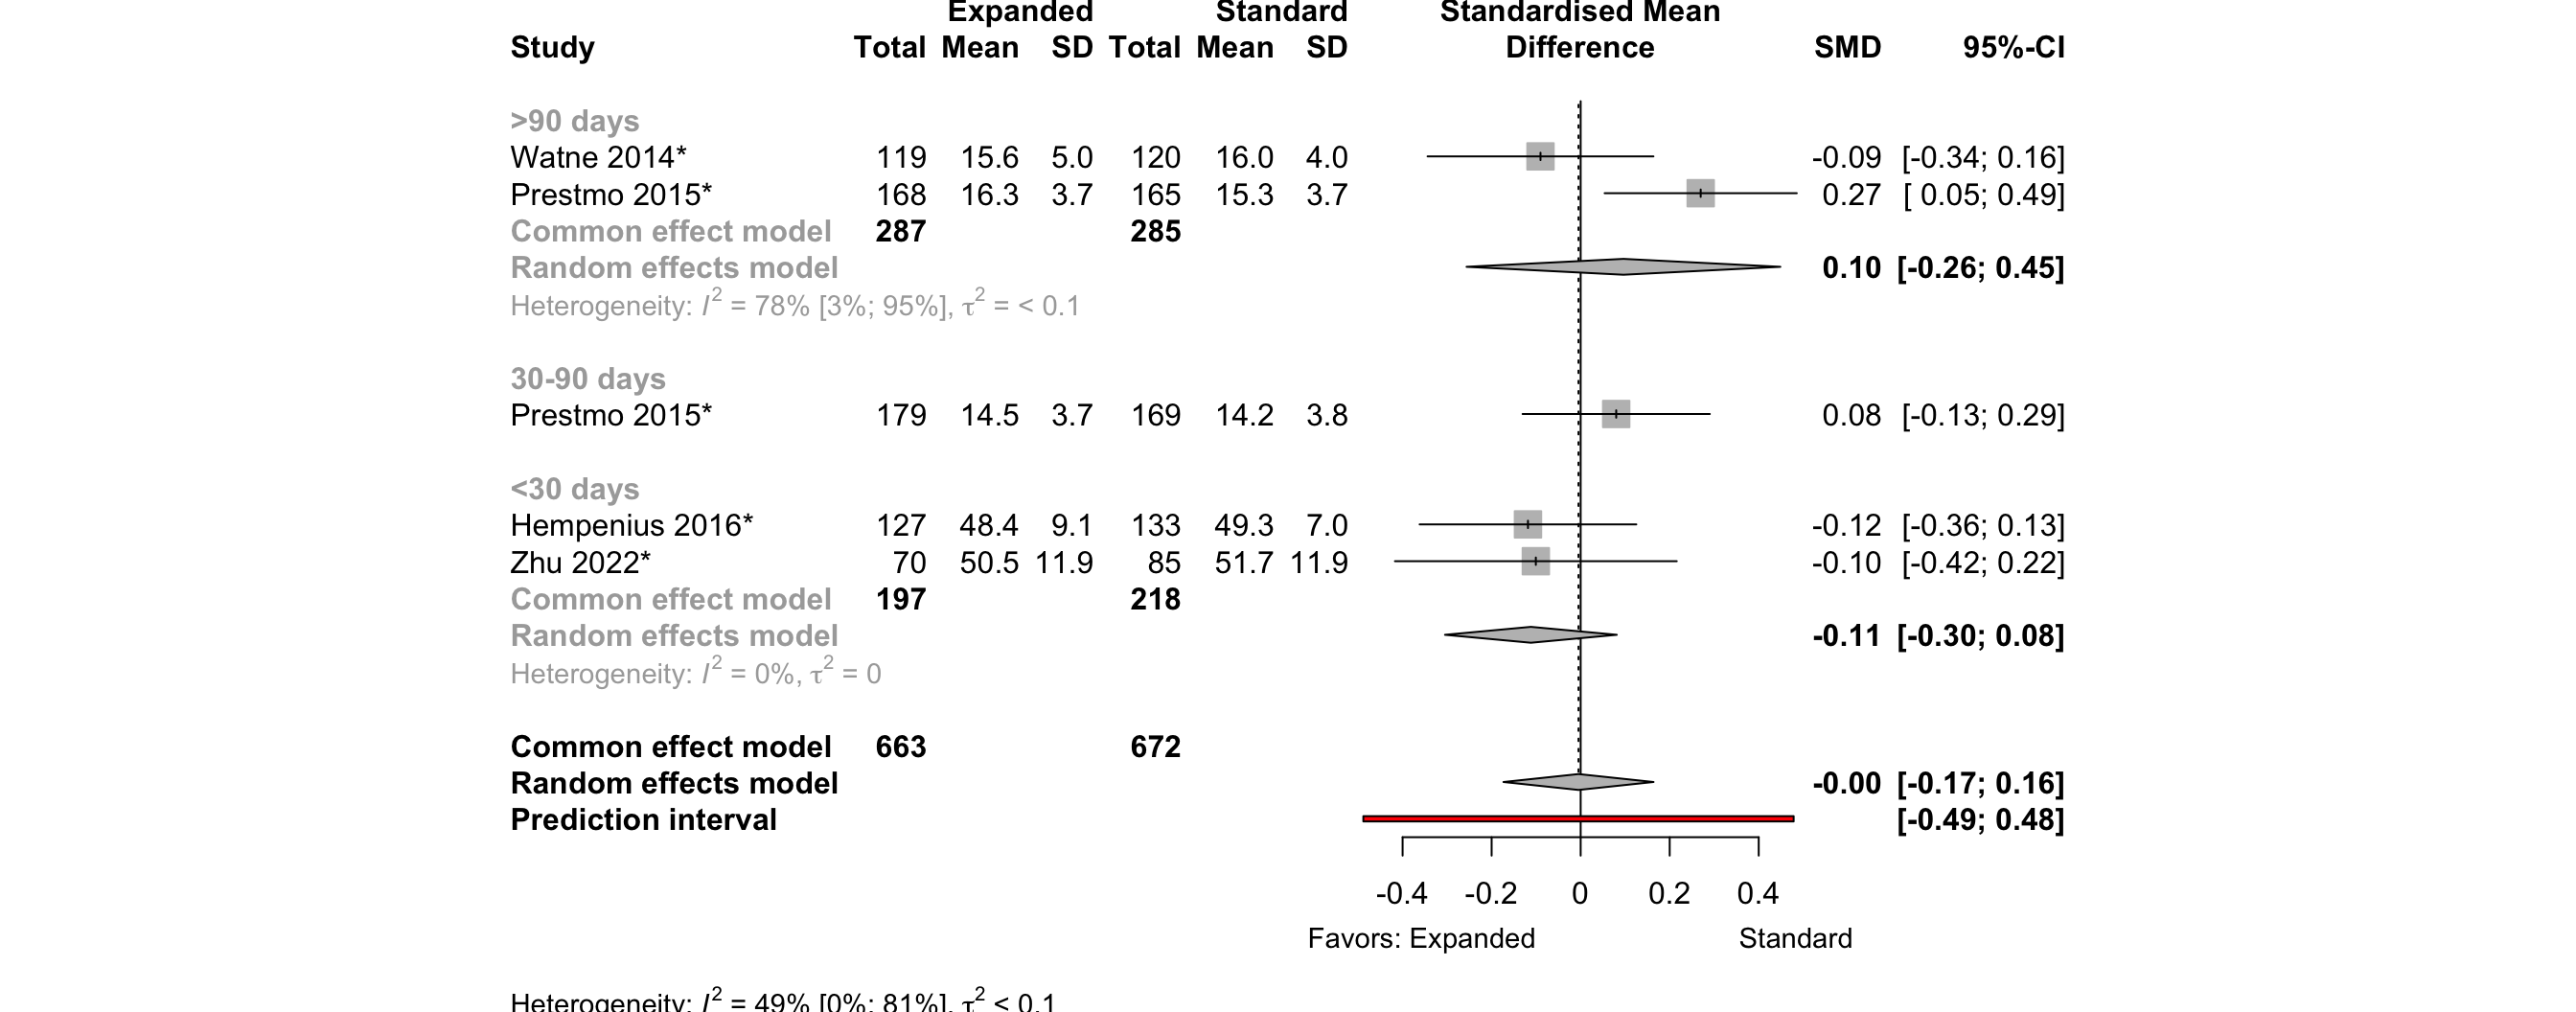 Expanded Standard Standardised Mean
Study Total Mean SD Total Mean SD Difference SMD 95%-CI
>90 days
Watne 2014* 119 15.6 5.0 120 16.0 4.0 -0.09 [-0.34; 0.16]
Prestmo 2015* 168 16.3 3.7 165 15.3 3.7 0.27 [ 0.05; 0.49]
Common effect model 287 285
Random effects model 0.10 [-0.26; 0.45]
Heterogeneity: I² = 78% [3%; 95%], τ² = < 0.1
30-90 days
Prestmo 2015* 179 14.5 3.7 169 14.2 3.8 0.08 [-0.13; 0.29]
<30 days
Hempenius 2016* 127 48.4 9.1 133 49.3 7.0 -0.12 [-0.36; 0.13]
Zhu 2022* 70 50.5 11.9 85 51.7 11.9 -0.10 [-0.42; 0.22]
Common effect model 197 218
Random effects model -0.11 [-0.30; 0.08]
Heterogeneity: I² = 0%, τ² = 0
Common effect model 663 672
Random effects model -0.00 [-0.17; 0.16]
Prediction interval [-0.49; 0.48]
-0.4 -0.2 0 0.2 0.4
Favors: Expanded Standard
Heterogeneity: I² = 49% [0%; 81%], τ² < 0.1